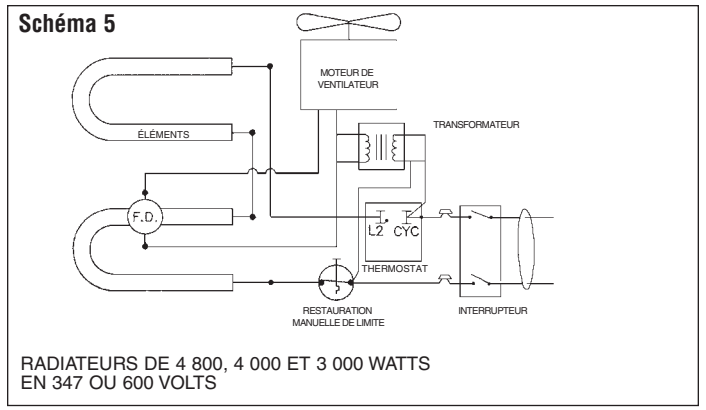 Schéma 5
MOTEUR DE
VENTILATEUR
TRANSFORMATEUR
ÉLÉMENTS
F.D.
L2 CYC
THERMOSTAT
RESTAURATION
MANUELLE DE LIMITE
INTERRUPTEUR
RADIATEURS DE 4 800, 4 000 ET 3 000 WATTS
EN 347 OU 600 VOLTS